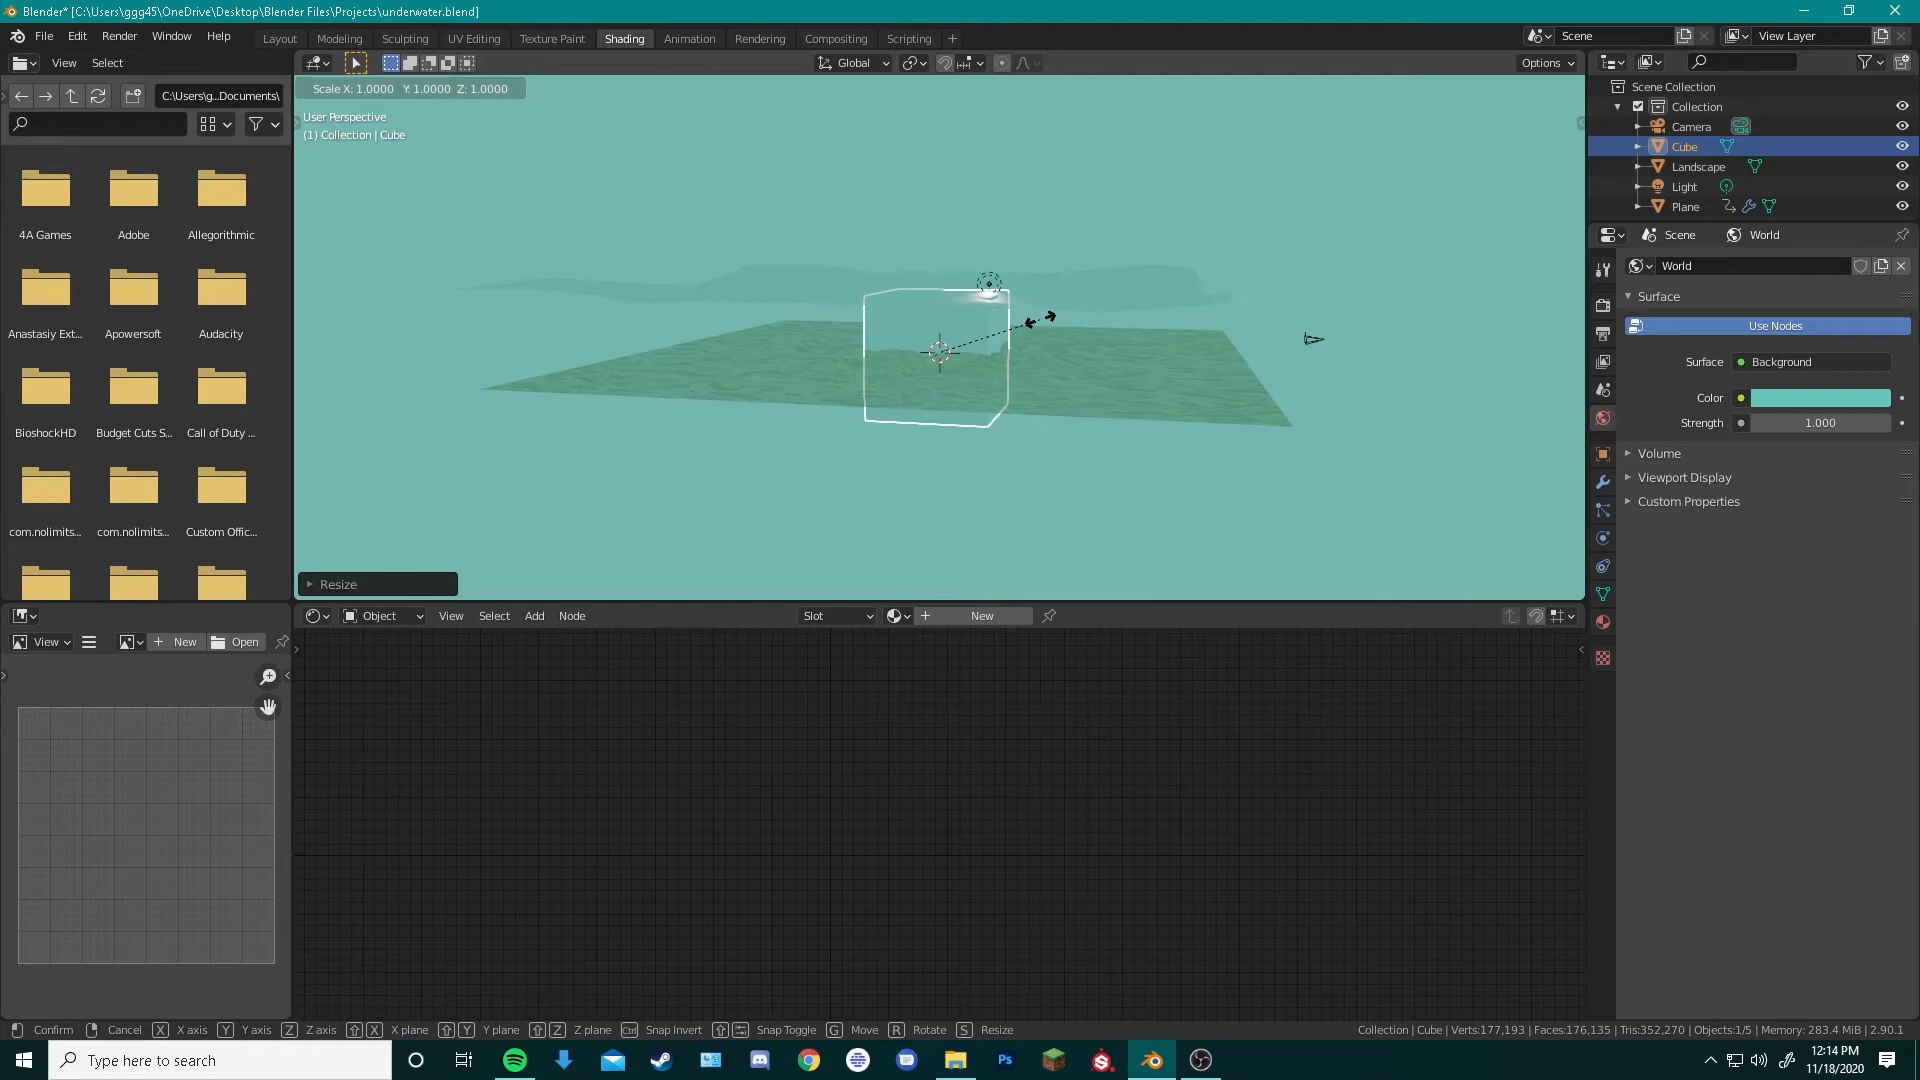 Blender* [C:\Users\ggg45\OneDrive\Desktop\Blender Files\Projects\underwater.blend]
File Edit Render Window Help
Layout Modeling Sculpting UV Editing Texture Paint Shading Animation Rendering Compositing Scripting
Scene
View Layer
View Select
Global
Options
C:\Users\g...Documents\
Scale X: 1.0000 Y: 1.0000 Z: 1.0000
User Perspective
(1) Collection | Cube
Scene Collection
Collection
Camera
Cube
Landscape
Light
Plane
4A Games
Adobe
Allegorithmic
Anastasiy Ext...
Apowersoft
Audacity
BioshockHD
Budget Cuts S...
Call of Duty ...
com.nolimits...
com.nolimits...
Custom Offic...
Scene
World
World
Surface
Use Nodes
Surface
Background
Color
Strength
1.000
Volume
Viewport Display
Custom Properties
Resize
Object
View Select Add Node
Slot
New
View
New
Open
Confirm Cancel X X axis Y Y axis Z Z axis X X plane Y Y plane Z Z plane Ctrl Snap Invert Snap Toggle G Move R Rotate S Resize
Collection | Cube | Verts:177,193 | Faces:176,135 | Tris:352,270 | Objects:1/5 | Memory: 283.4 MiB | 2.90.1
Type here to search
Ps
12:14 PM
11/18/2020